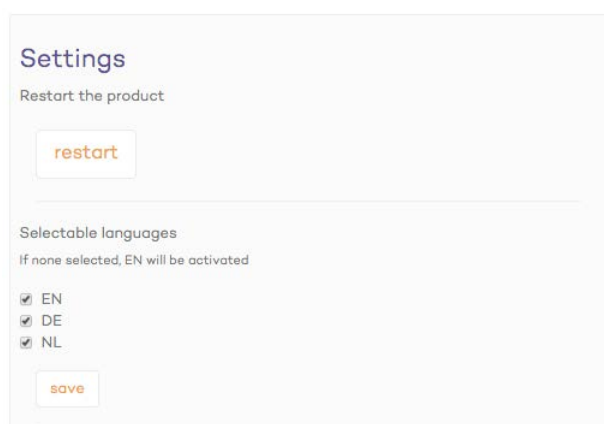 Settings
Restart the product
restart
Selectable languages
If none selected, EN will be activated
EN
DE
NL
save